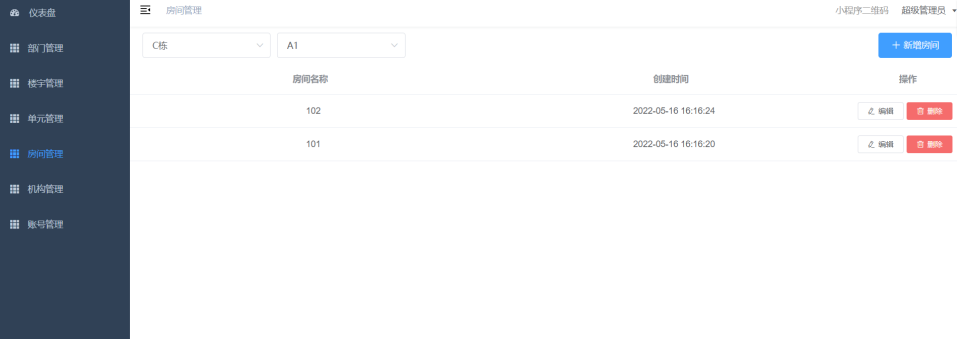 仪表盘
部门管理
楼宇管理
单元管理
房间管理
机构管理
账号管理
房间管理
小程序二维码 超级管理员
C栋 A1 新增房间
房间名称 创建时间 操作
102 2022-05-16 16:16:24 编辑 删除
101 2022-05-16 16:16:20 编辑 删除